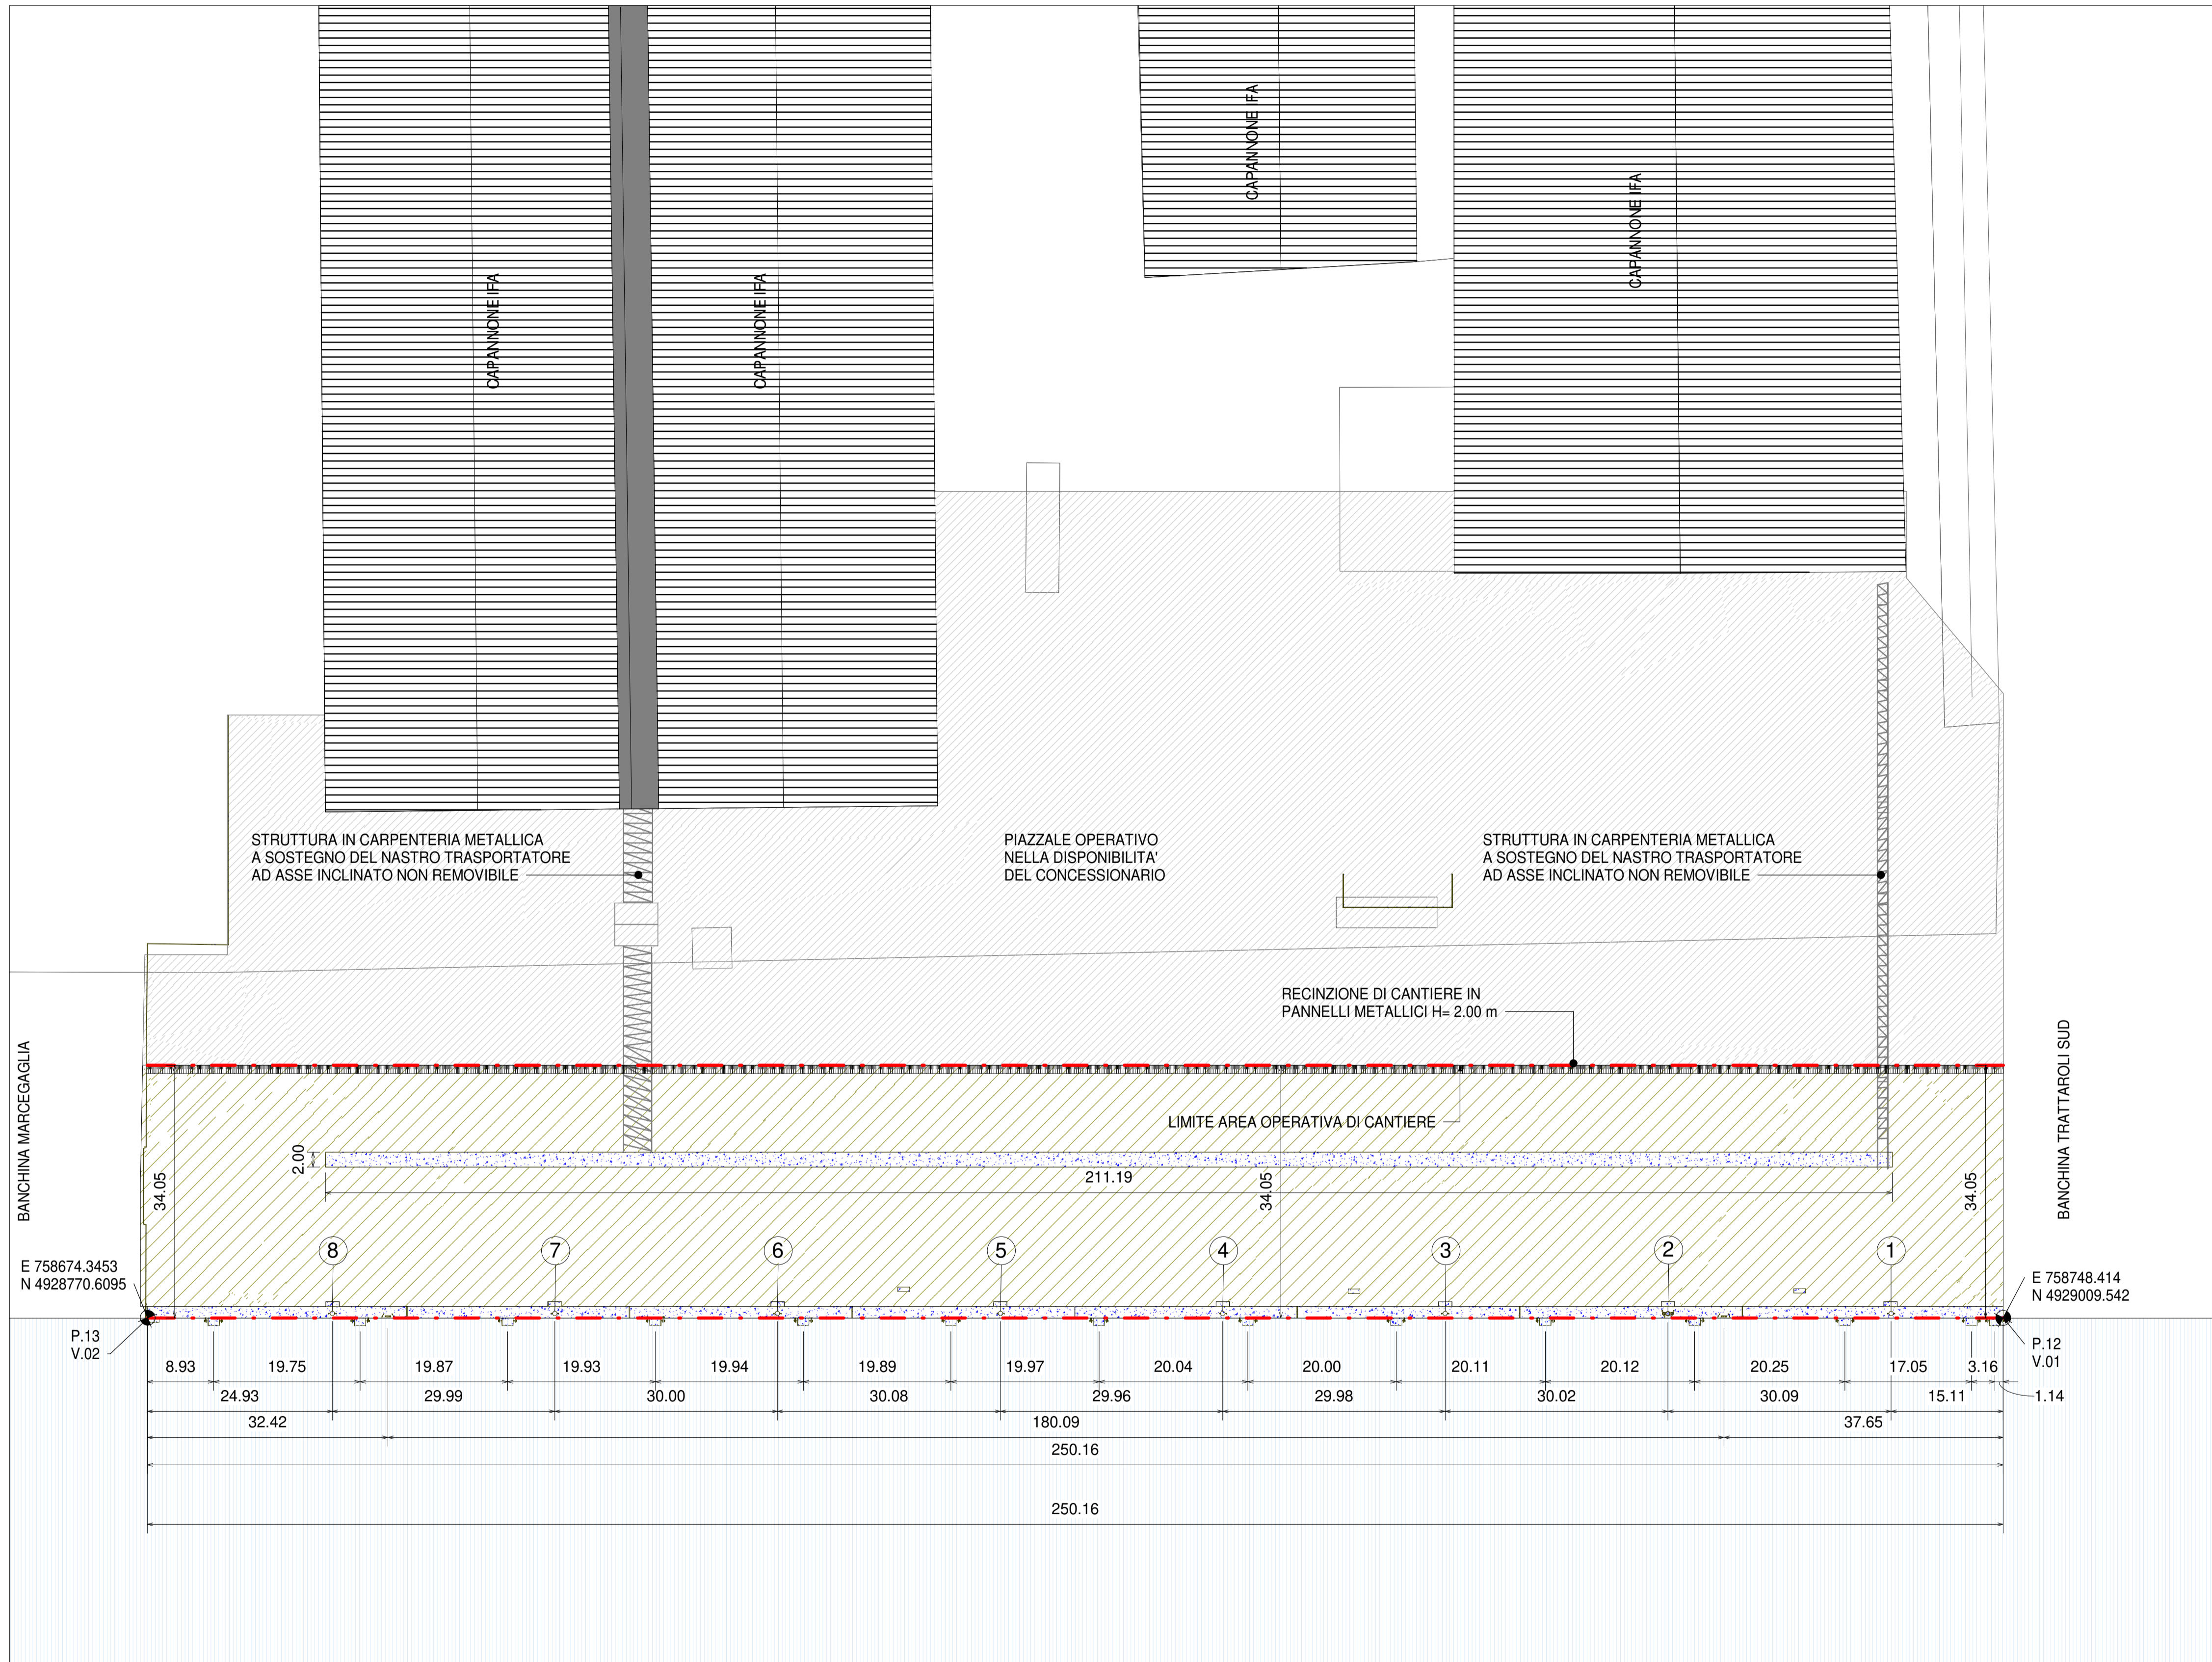 CAPANNONE IFA
CAPANNONE IFA
CAPANNONE IFA
CAPANNONE IFA
STRUTTURA IN CARPENTERIA METALLICA
A SOSTEGNO DEL NASTRO TRASPORTATORE
AD ASSE INCLINATO NON REMOVIBILE
PIAZZALE OPERATIVO
NELLA DISPONIBILITA'
DEL CONCESSIONARIO
STRUTTURA IN CARPENTERIA METALLICA
A SOSTEGNO DEL NASTRO TRASPORTATORE
AD ASSE INCLINATO NON REMOVIBILE
RECINZIONE DI CANTIERE IN
PANNELLI METALLICI H= 2.00 m
BANCHINA MARCEGAGLIA
BANCHINA TRATTAROLI SUD
LIMITE AREA OPERATIVA DI CANTIERE
2.00
211.19
34.05
34.05
34.05
8
7
6
5
4
3
2
1
E 758674.3453
N 4928770.6095
E 758748.414
N 4929009.542
P.13
V.02
P.12
V.01
8.93
19.75
19.87
19.93
19.94
19.89
19.97
20.04
20.00
20.11
20.12
20.25
17.05
3.16
24.93
29.99
30.00
30.08
29.96
29.98
30.02
30.09
15.11
1.14
32.42
180.09
37.65
250.16
250.16